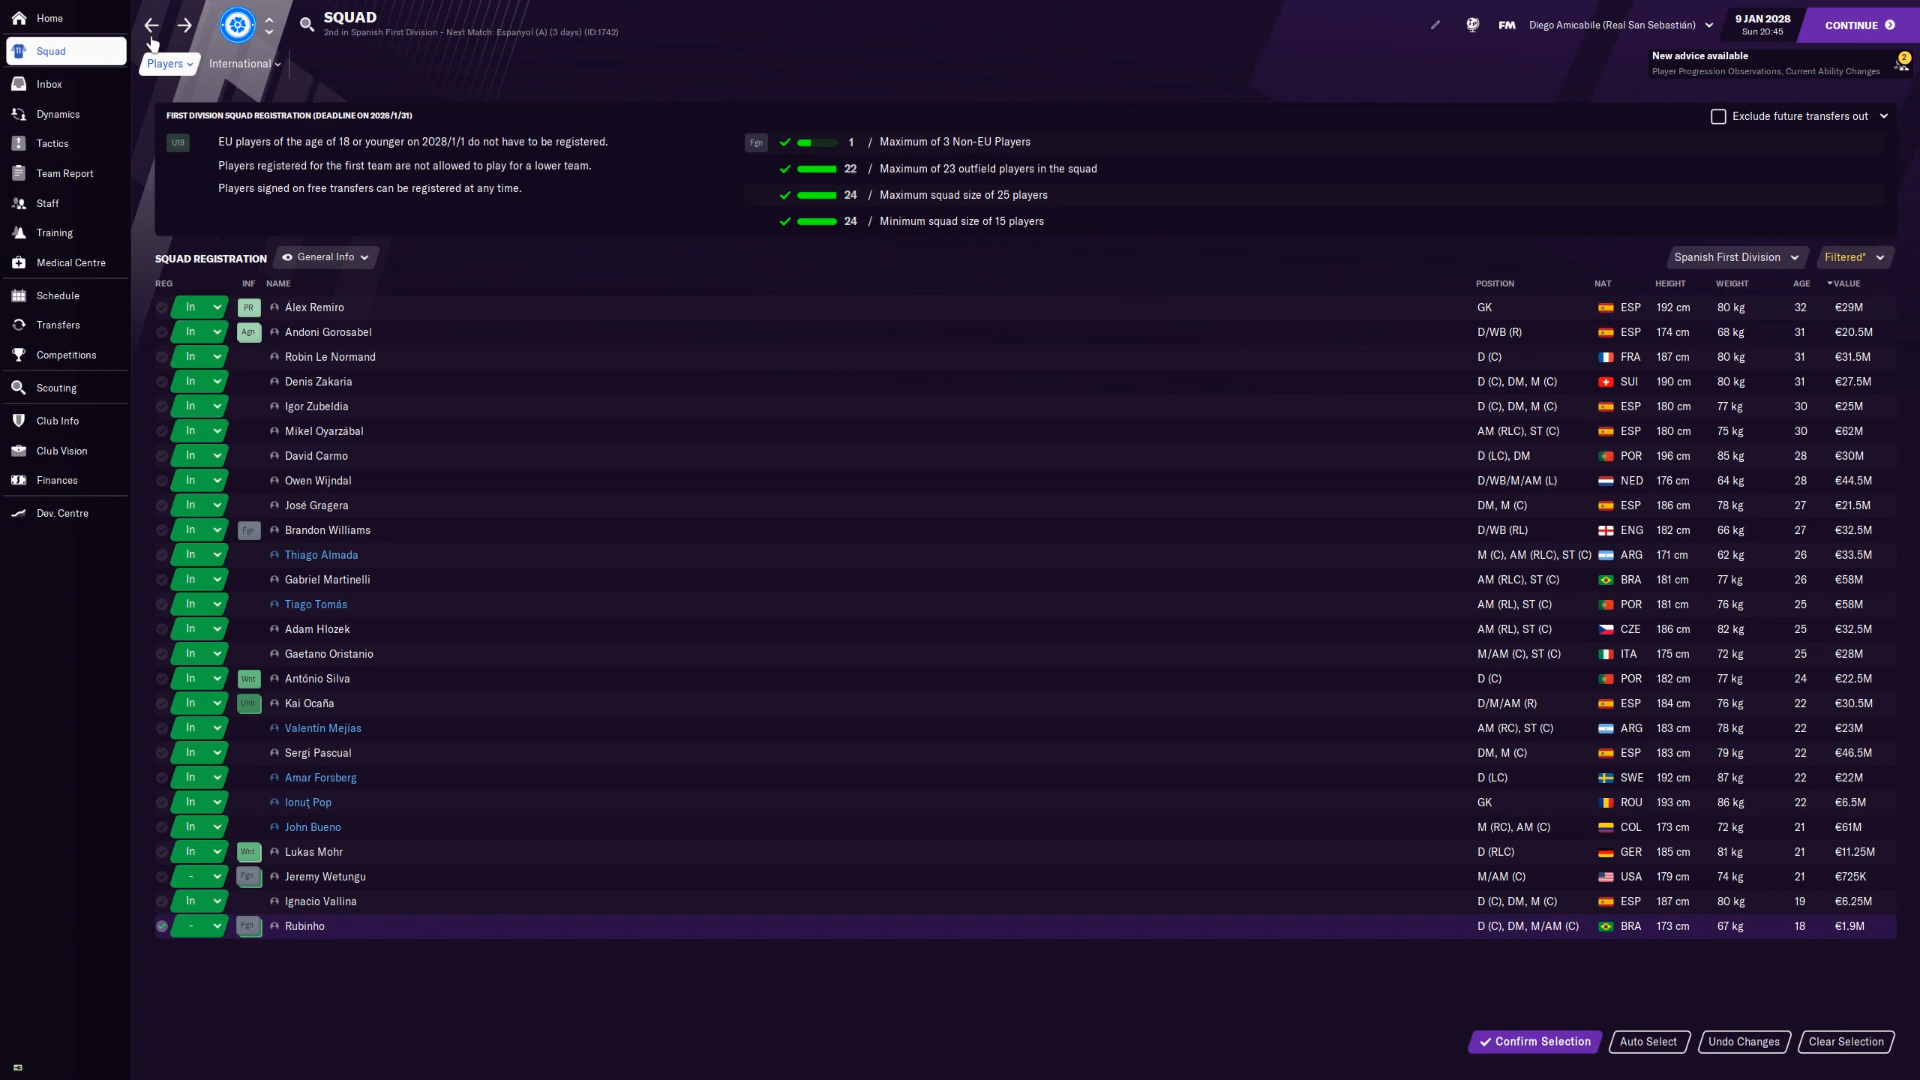 Home
Squad
Inbox
Dynamics
Tactics
Team Report
Staff
Training
Medical Centre
Schedule
Transfers
Competitions
Scouting
Club Info
Club Vision
Finances
Dev. Centre
SQUAD
2nd in Spanish First Division - Next Match: Espanyol (A) (3 days) (ID:1742)
Players
International
FM
Diego Amicabile (Real San Sebastián)
9 JAN 2028
Sun 20:45
CONTINUE
New advice available
Player Progression Observations, Current Ability Changes
2
FIRST DIVISION SQUAD REGISTRATION (DEADLINE ON 2028/1/31)
Exclude future transfers out
U19
EU players of the age of 18 or younger on 2028/1/1 do not have to be registered.
Players registered for the first team are not allowed to play for a lower team.
Players signed on free transfers can be registered at any time.
Fgn 1 / Maximum of 3 Non-EU Players
22 / Maximum of 23 outfield players in the squad
24 / Maximum squad size of 25 players
24 / Minimum squad size of 15 players
SQUAD REGISTRATION
General Info
Spanish First Division
Filtered*
REG INF NAME POSITION NAT HEIGHT WEIGHT AGE VALUE
In PR Álex Remiro GK ESP 192 cm 80 kg 32 €29M
In Agn Andoni Gorosabel D/WB (R) ESP 174 cm 68 kg 31 €20.5M
In Robin Le Normand D (C) FRA 187 cm 80 kg 31 €31.5M
In Denis Zakaria D (C), DM, M (C) SUI 190 cm 80 kg 31 €27.5M
In Igor Zubeldia D (C), DM, M (C) ESP 180 cm 77 kg 30 €25M
In Mikel Oyarzábal AM (RLC), ST (C) ESP 180 cm 75 kg 30 €62M
In David Carmo D (LC), DM POR 196 cm 85 kg 28 €30M
In Owen Wijndal D/WB/M/AM (L) NED 176 cm 64 kg 28 €44.5M
In José Gragera DM, M (C) ESP 186 cm 78 kg 27 €21.5M
In Fgn Brandon Williams D/WB (RL) ENG 182 cm 66 kg 27 €32.5M
In Thiago Almada M (C), AM (RLC), ST (C) ARG 171 cm 62 kg 26 €33.5M
In Gabriel Martinelli AM (RLC), ST (C) BRA 181 cm 77 kg 26 €58M
In Tiago Tomás AM (RL), ST (C) POR 181 cm 76 kg 25 €58M
In Adam Hlozek AM (RL), ST (C) CZE 186 cm 82 kg 25 €32.5M
In Gaetano Oristanio M/AM (C), ST (C) ITA 175 cm 72 kg 25 €28M
In Wnt António Silva D (C) POR 182 cm 77 kg 24 €22.5M
In Unh Kai Ocaña D/M/AM (R) ESP 184 cm 76 kg 22 €30.5M
In Valentín Mejías AM (RC), ST (C) ARG 183 cm 78 kg 22 €23M
In Sergi Pascual DM, M (C) ESP 183 cm 79 kg 22 €46.5M
In Amar Forsberg D (LC) SWE 192 cm 87 kg 22 €22M
In Ionuț Pop GK ROU 193 cm 86 kg 22 €6.5M
In John Bueno M (RC), AM (C) COL 173 cm 72 kg 21 €61M
In Wnt Lukas Mohr D (RLC) GER 185 cm 81 kg 21 €11.25M
- Fgn Jeremy Wetungu M/AM (C) USA 179 cm 74 kg 21 €725K
In Ignacio Vallina D (C), DM, M (C) ESP 187 cm 80 kg 19 €6.25M
- Fgn Rubinho D (C), DM, M/AM (C) BRA 173 cm 67 kg 18 €1.9M
Confirm Selection
Auto Select
Undo Changes
Clear Selection